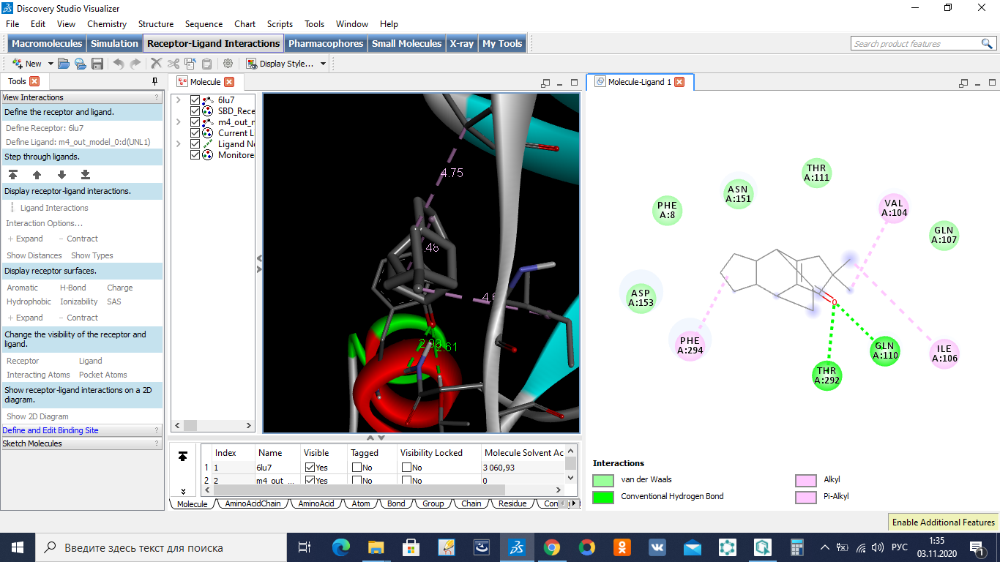 Discovery Studio Visualizer
File Edit View Chemistry Structure Sequence Chart Scripts Tools Window Help
Macromolecules Simulation Receptor-Ligand Interactions Pharmacophores Small Molecules X-ray My Tools
Search product features
New Display Style...
Tools
View Interactions ?
Define the receptor and ligand.
Define Receptor: 6lu7
Define Ligand: m4_out_model_0:d(UNL1)
Step through ligands.
Display receptor-ligand interactions.
Ligand Interactions
Interaction Options...
+ Expand − Contract
Show Distances Show Types
Display receptor surfaces.
Aromatic H-Bond Charge
Hydrophobic Ionizability SAS
+ Expand − Contract
Change the visibility of the receptor and
ligand.
Receptor Ligand
Interacting Atoms Pocket Atoms
Show receptor-ligand interactions on a 2D
diagram.
Show 2D Diagram
Define and Edit Binding Site ?
Sketch Molecules ?
Molecule
6lu7
SBD_Rece
m4_out_m
Current L
Ligand No
Monitore
4.75
.48
4.6
2.61
Index Name Visible Tagged Visibility Locked Molecule Solvent Ac
1 1 6lu7 Yes No No 3 060,93
2 2 m4_out_... Yes No No 0
Molecule AminoAcidChain AminoAcid Atom Bond Group Chain Residue Con
Molecule-Ligand 1
THR
A:111
ASN
A:151
PHE
A:8
VAL
A:104
GLN
A:107
ASP
A:153
O
PHE
A:294
GLN
A:110
ILE
A:106
THR
A:292
Interactions
van der Waals
Conventional Hydrogen Bond
Alkyl
Pi-Alkyl
Enable Additional Features
Введите здесь текст для поиска
РУС
1:35
03.11.2020
1